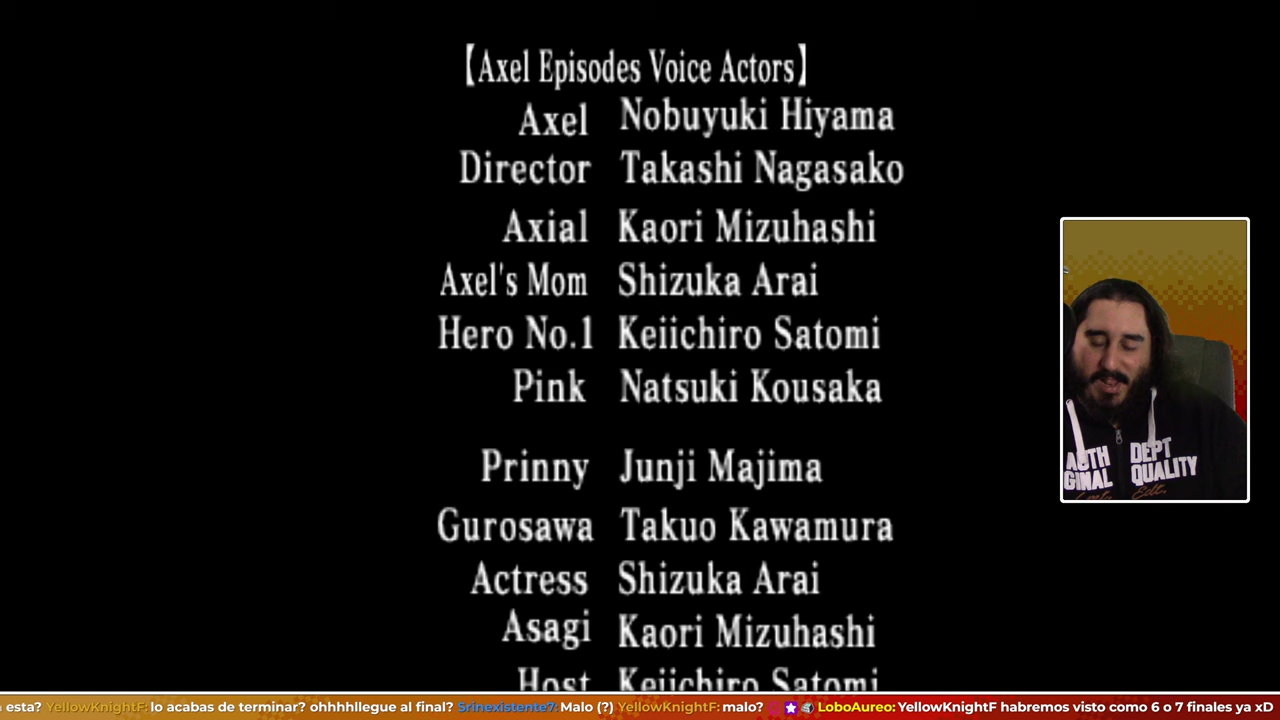 【Axel Episodes Voice Actors】
Axel Nobuyuki Hiyama
Director Takashi Nagasako
Axial Kaori Mizuhashi
Axel's Mom Shizuka Arai
Hero No.1 Keiichiro Satomi
Pink Natsuki Kousaka
Prinny Junji Majima
Gurosawa Takuo Kawamura
Actress Shizuka Arai
Asagi Kaori Mizuhashi
Host Keiichiro Satomi
DEPT
QUALITY
esta? YellowKnightF: lo acabas de terminar? ohhhhllegue al final? Srinexistente7: Malo (?) YellowKnightF: malo? LoboAureo: YellowKnightF habremos visto como 6 o 7 finales ya xD